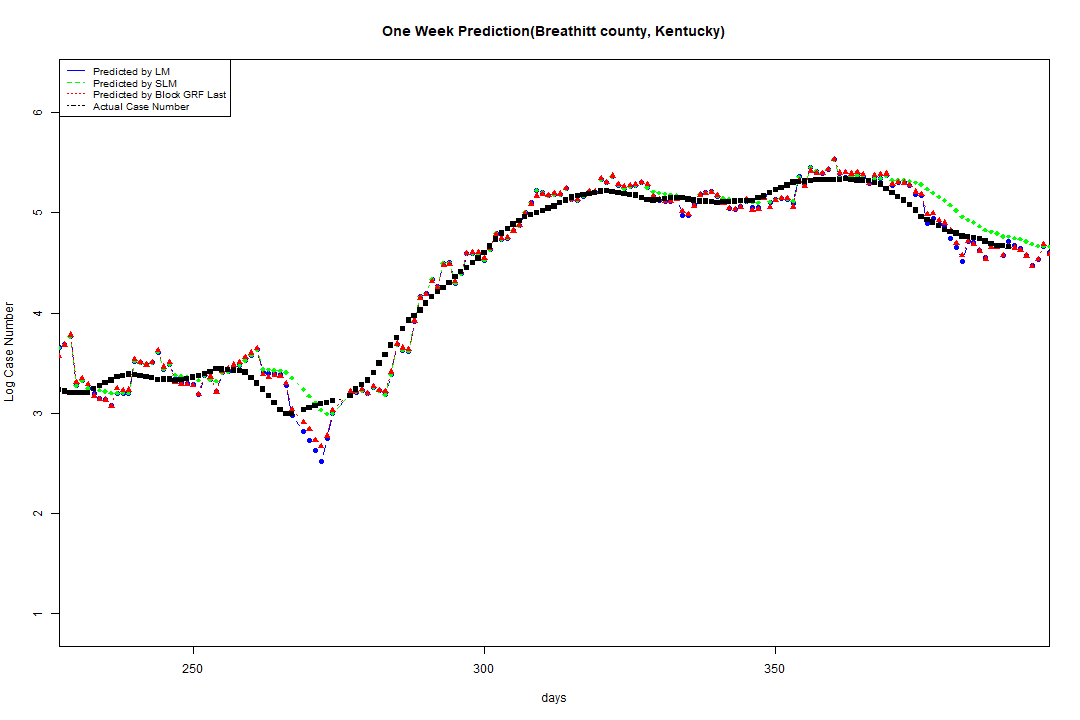 One Week Prediction(Breathitt county, Kentucky)
Predicted by LM
Predicted by SLM
Predicted by Block GRF Last
Actual Case Number
6
5
4
3
2
1
Log Case Number
250
300
350
days